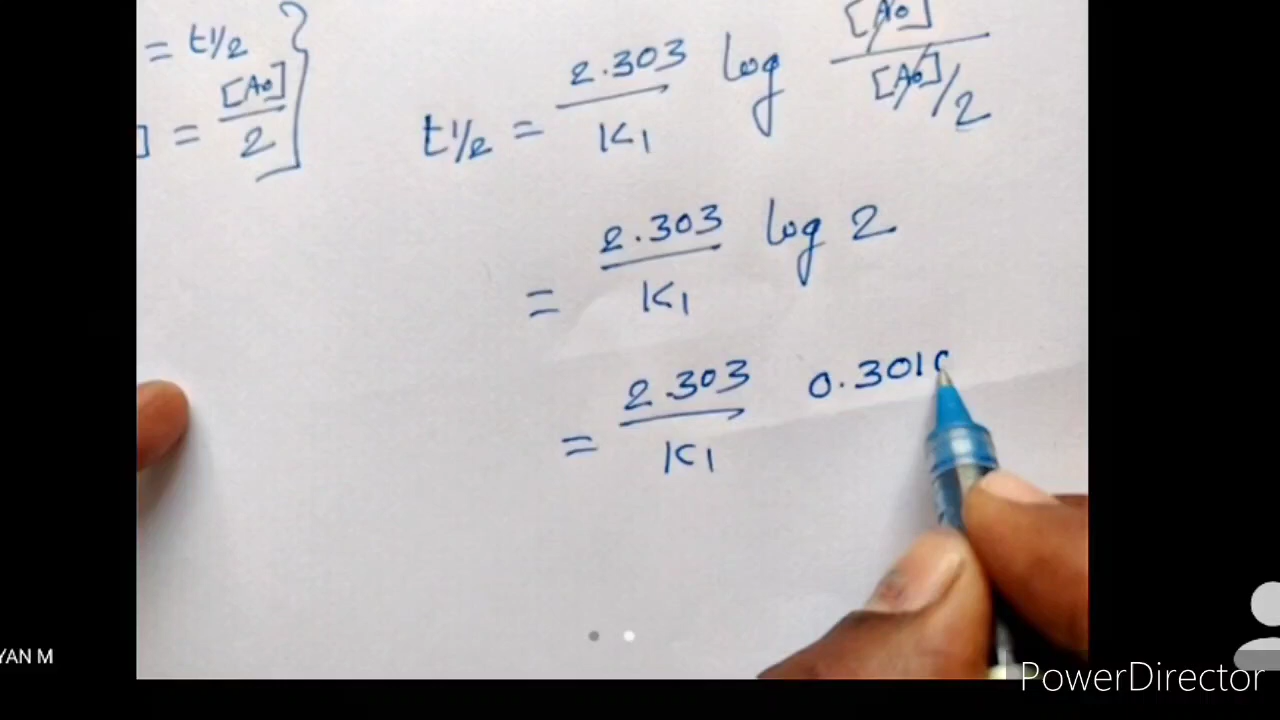 = t1/2
] = [A0]/2 }
t1/2 = 2.303/K1 log [A0]/[A0]/2
= 2.303/K1 log 2
= 2.303/K1 0.3010
YAN M
PowerDirector